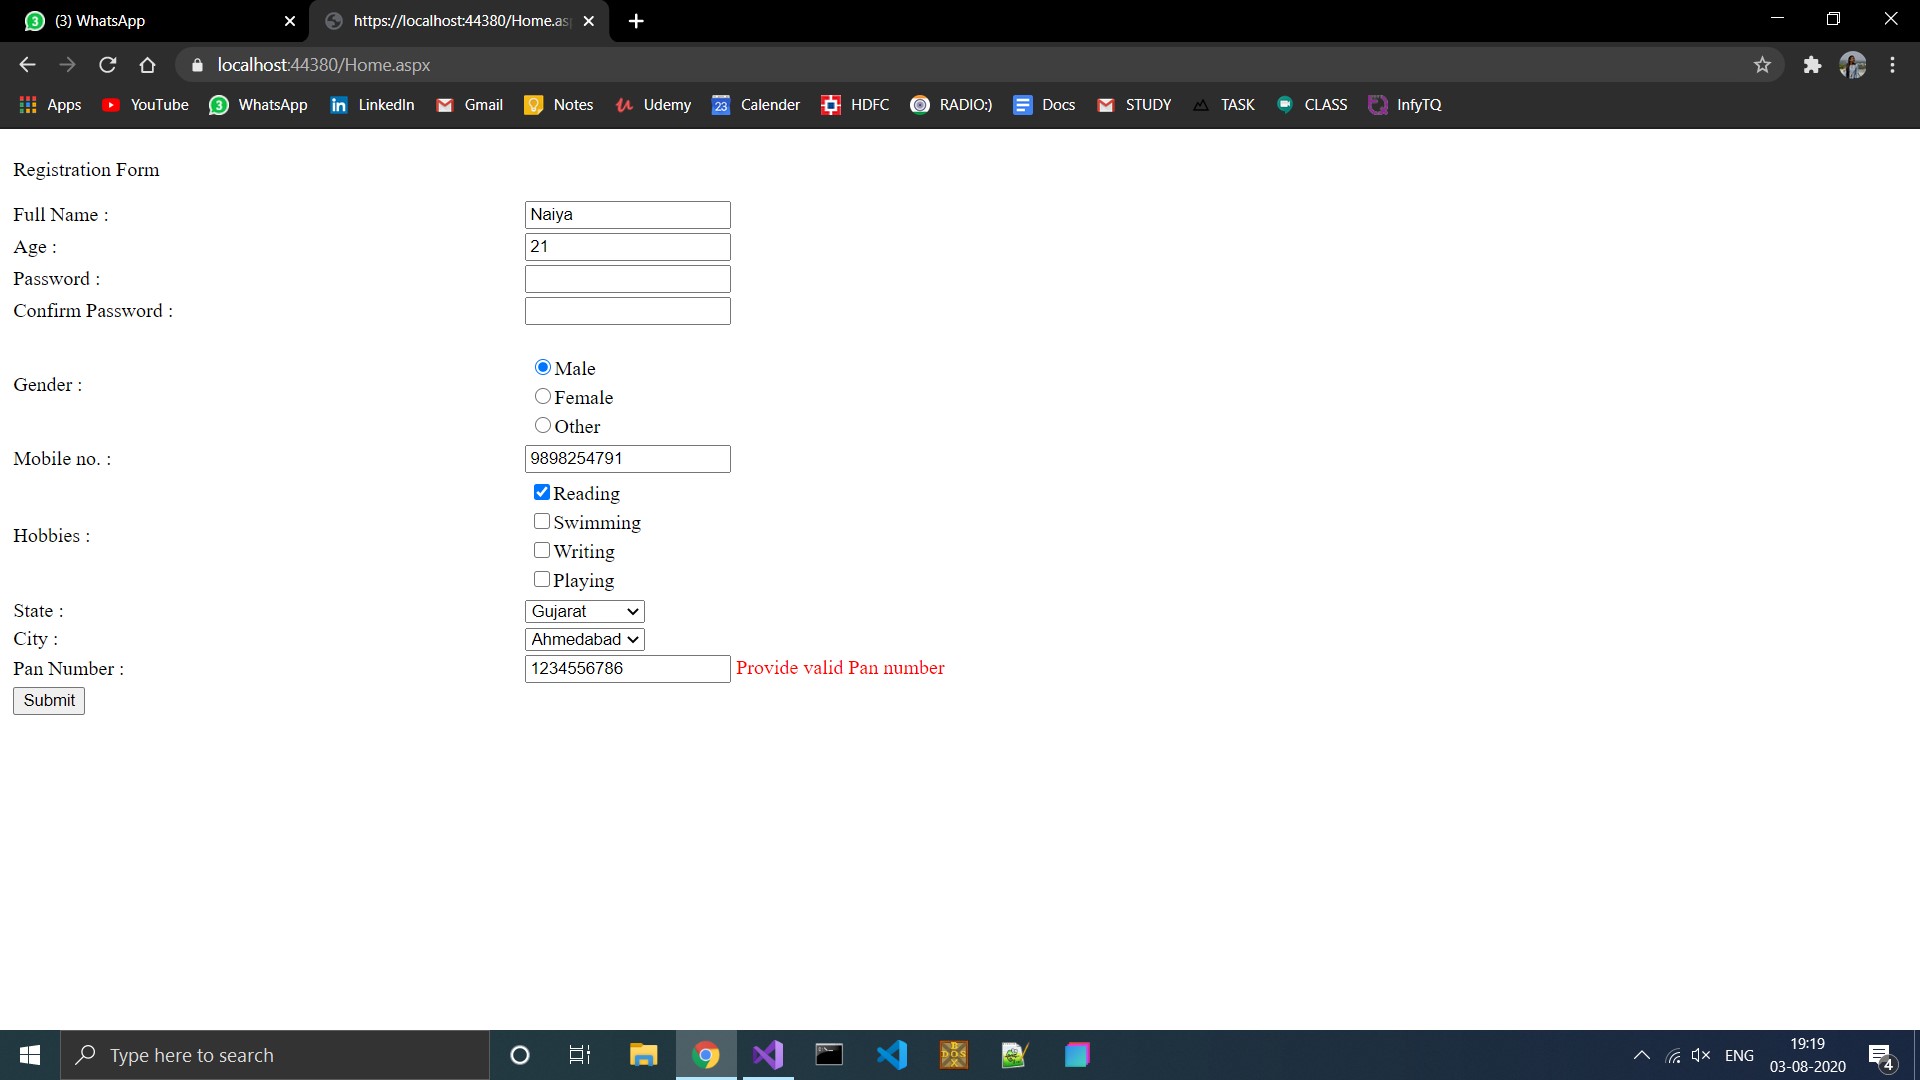 (3) WhatsApp
https://localhost:44380/Home.as
localhost:44380/Home.aspx
Apps YouTube WhatsApp LinkedIn Gmail Notes Udemy 23 Calender HDFC RADIO:) Docs STUDY TASK CLASS InfyTQ
Registration Form
Full Name : Naiya
Age : 21
Password :
Confirm Password :
Male
Gender :
Female
Other
Mobile no. : 9898254791
Reading
Swimming
Hobbies :
Writing
Playing
State : Gujarat
City : Ahmedabad
Pan Number : 1234556786 Provide valid Pan number
Submit
Type here to search
ENG
19:19
03-08-2020
4